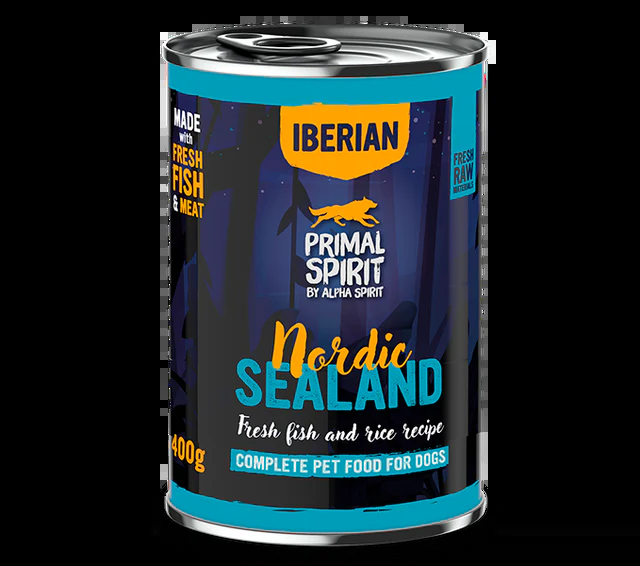 IBERIAN
MADE
with
FRESH
FISH
& MEAT
FRESH
RAW
MATERIALS
PRIMAL
SPIRIT
BY ALPHA SPIRIT
Nordic
SEALAND
Fresh fish and rice recipe
400g
COMPLETE PET FOOD FOR DOGS